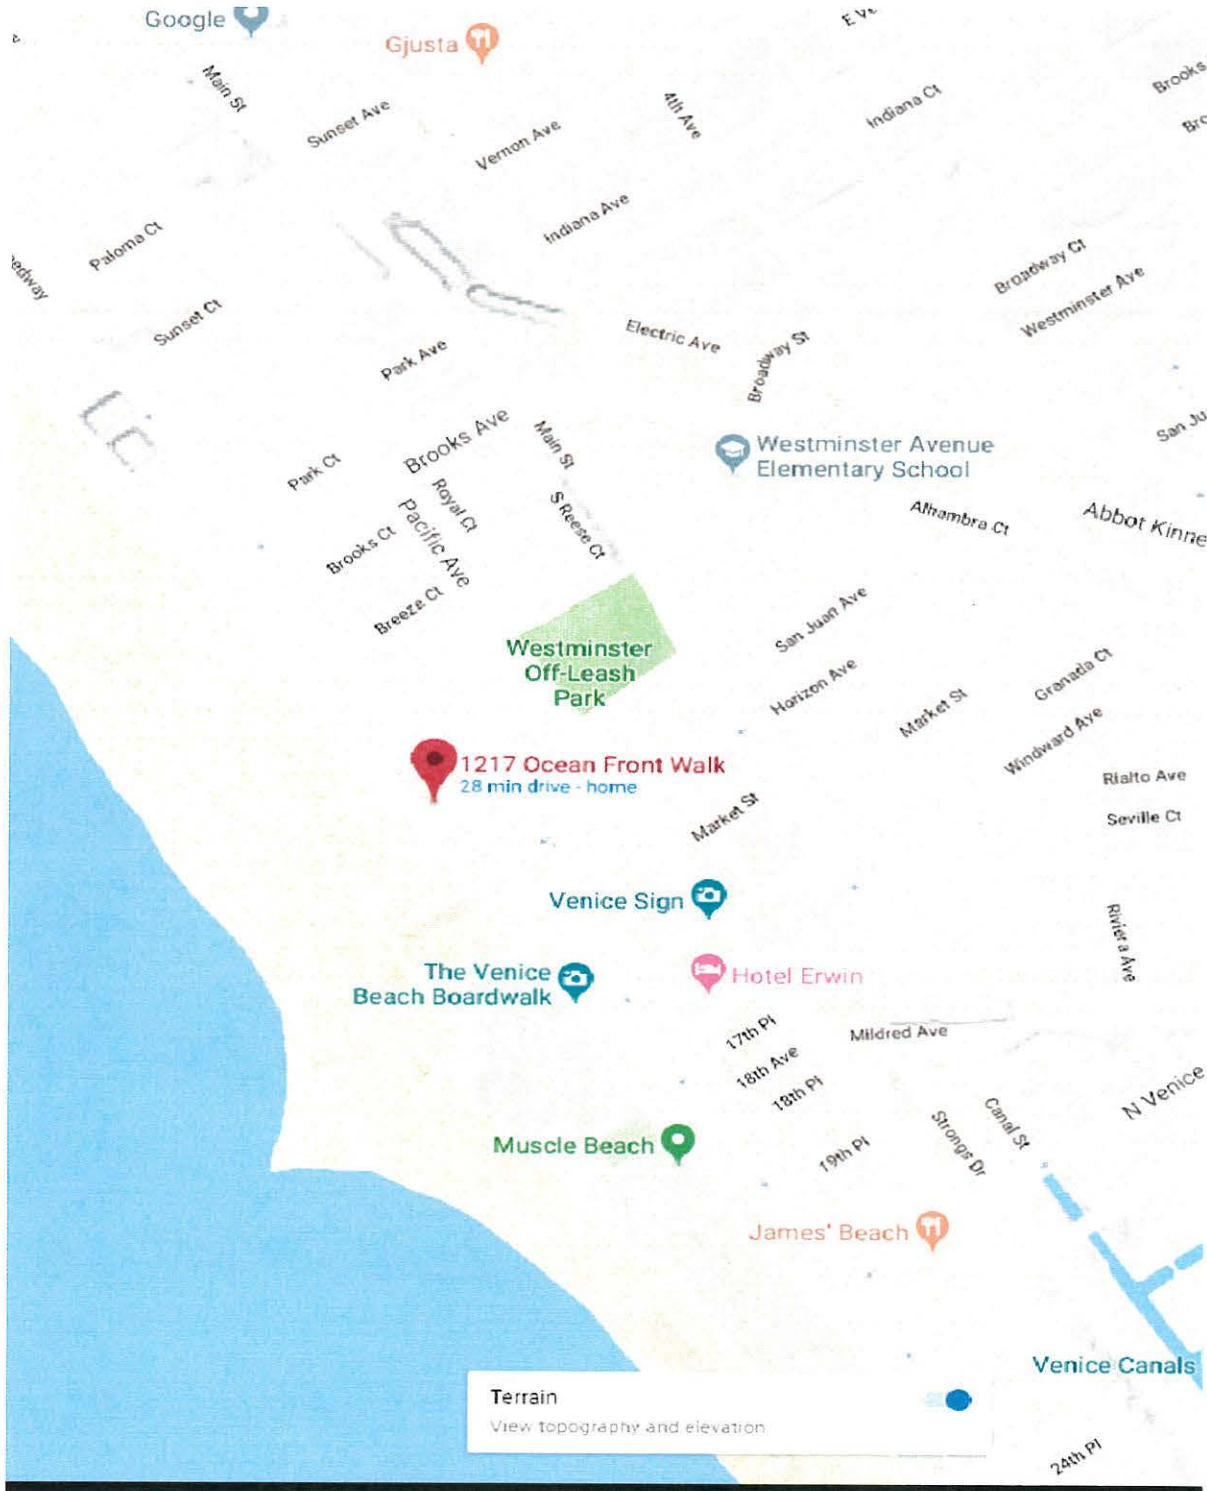 Google
Gjusta
Main St
Sunset Ave
Vernon Ave
4th Ave
Indiana Ct
Brooks
Paloma Ct
Indiana Ave
Broadway Ct
Westminster Ave
edway
Sunset Ct
Electric Ave
Broadway St
Park Ave
San Ju
Brooks Ave
Main St
Westminster Avenue
Elementary School
Park Ct
Royal Ct
Pacific Ave
S Reese Ct
Alhambra Ct
Abbot Kinne
Brooks Ct
Breeze Ct
San Juan Ave
Westminster
Off-Leash
Park
Horizon Ave
Granada Ct
Market St
Windward Ave
1217 Ocean Front Walk
28 min drive - home
Rialto Ave
Market St
Seville Ct
Venice Sign
Riviera Ave
The Venice
Beach Boardwalk
Hotel Erwin
17th Pl
Mildred Ave
18th Ave
18th Pl
N Venice
Canal St
Strongs Dr
Muscle Beach
19th Pl
James' Beach
Venice Canals
Terrain
View topography and elevation
24th Pl